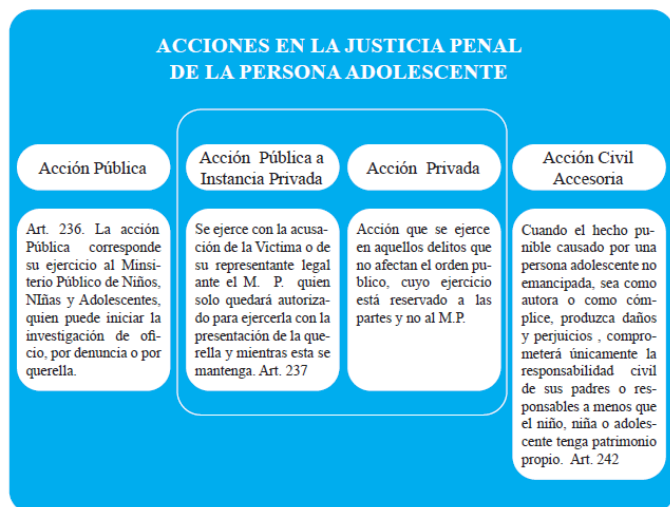 ACCIONES EN LA JUSTICIA PENAL
DE LA PERSONA ADOLESCENTE
Acción Pública
Art. 236. La acción
Pública corresponde
su ejercicio al Minsi-
terio Público de Niños,
NIñas y Adolescentes,
quien puede iniciar la
investigación de ofi-
cio, por denuncia o por
querella.
Acción Pública a
Instancia Privada
Se ejerce con la acusa-
ción de la Victima o de
su representante legal
ante el M. P. quien
solo quedará autoriza-
do para ejercerla con la
presentación de la que-
rella y mientras esta se
mantenga. Art. 237
Acción Privada
Acción que se ejerce
en aquellos delitos que
no afectan el orden pu-
blico, cuyo ejercicio
está reservado a las
partes y no al M.P.
Acción Civil
Accesoria
Cuando el hecho pu-
nible causado por una
persona adolescente no
emancipada, sea como
autora o como cóm-
plice, produzca daños
y perjuicios , compro-
meterá únicamente la
responsabilidad civil
de sus padres o respon-
sables a menos que
el niño, niña o adoles-
cente tenga patrimonio
propio. Art. 242